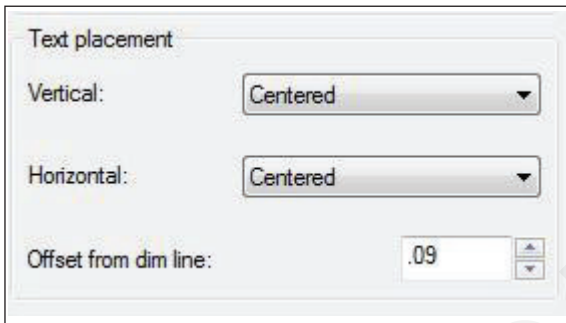 Text placement
Vertical: Centered
Horizontal: Centered
Offset from dim line: .09